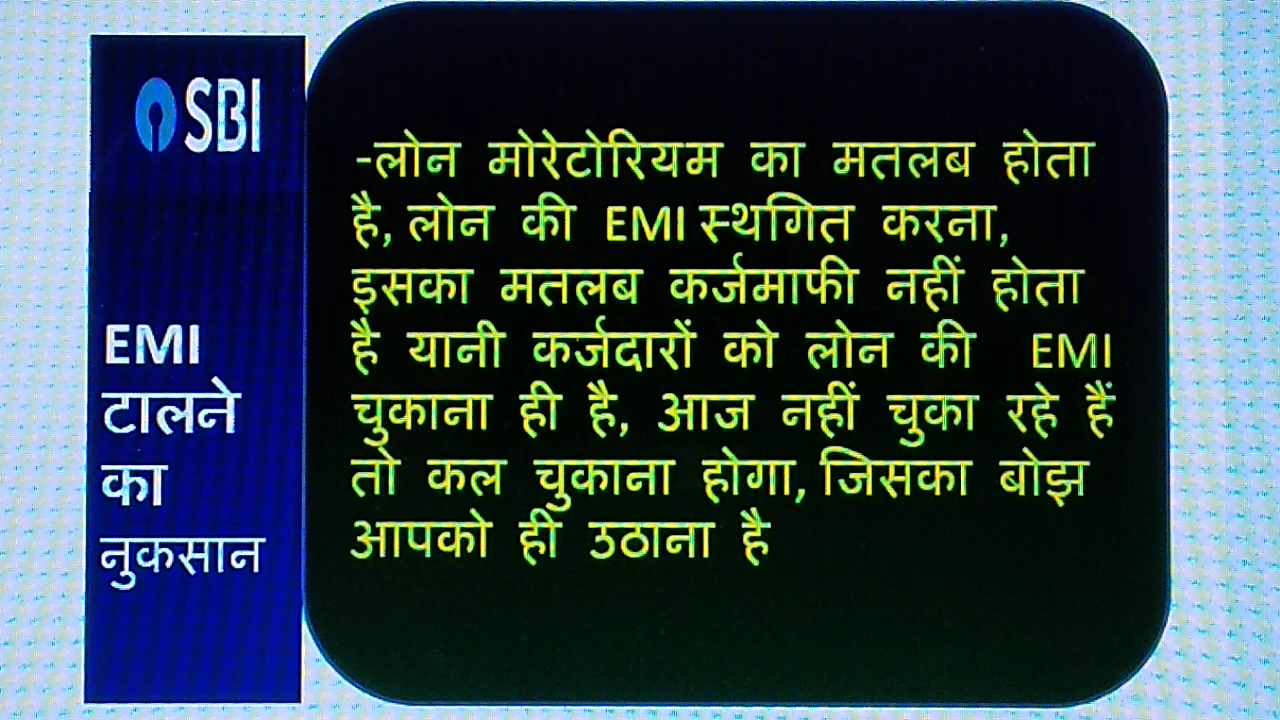 SBI
EMI
टालने
का
नुकसान
-लोन मोरेटोरियम का मतलब होता
है, लोन की EMI स्थगित करना,
इसका मतलब कर्जमाफी नहीं होता
है यानी कर्जदारों को लोन की EMI
चुकाना ही है, आज नहीं चुका रहे हैं
तो कल चुकाना होगा, जिसका बोझ
आपको ही उठाना है